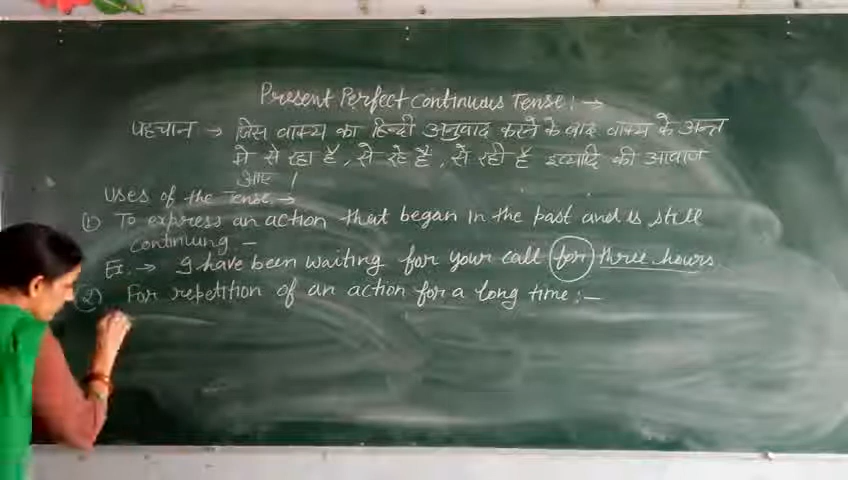 Present Perfect Continuous Tense :- →
पहचान → जिस वाक्य का हिन्दी अनुवाद करने के बाद वाक्य के अन्त
में से रहा है , से रहे हैं , से रही है इत्यादि की आवाज
आए ।
Uses of the Tense →
(1) To express an action that began in the past and is still
continuing. -
Ex. → I have been waiting for your call for three hours.
(2) For repetition of an action for a long time :-